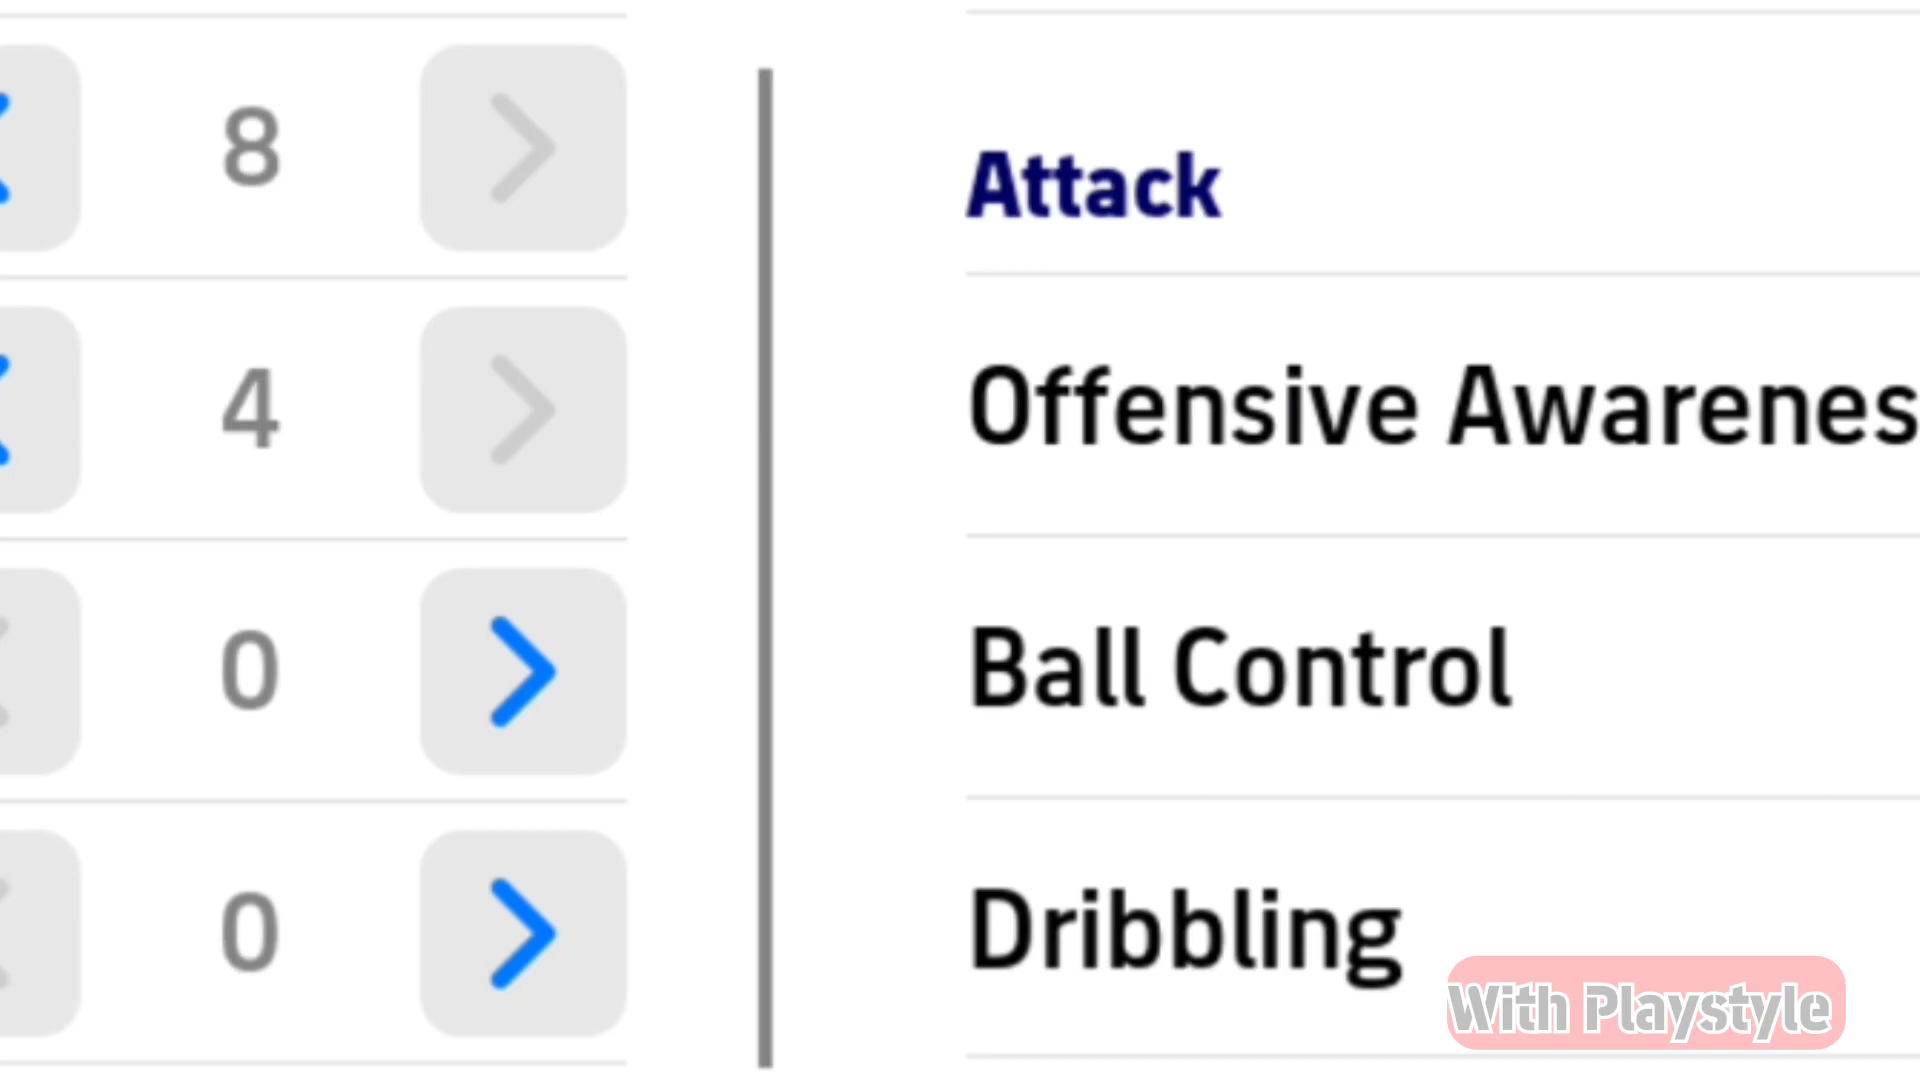 8
4
0
0
Attack
Offensive Awarenes
Ball Control
Dribbling
With Playstyle